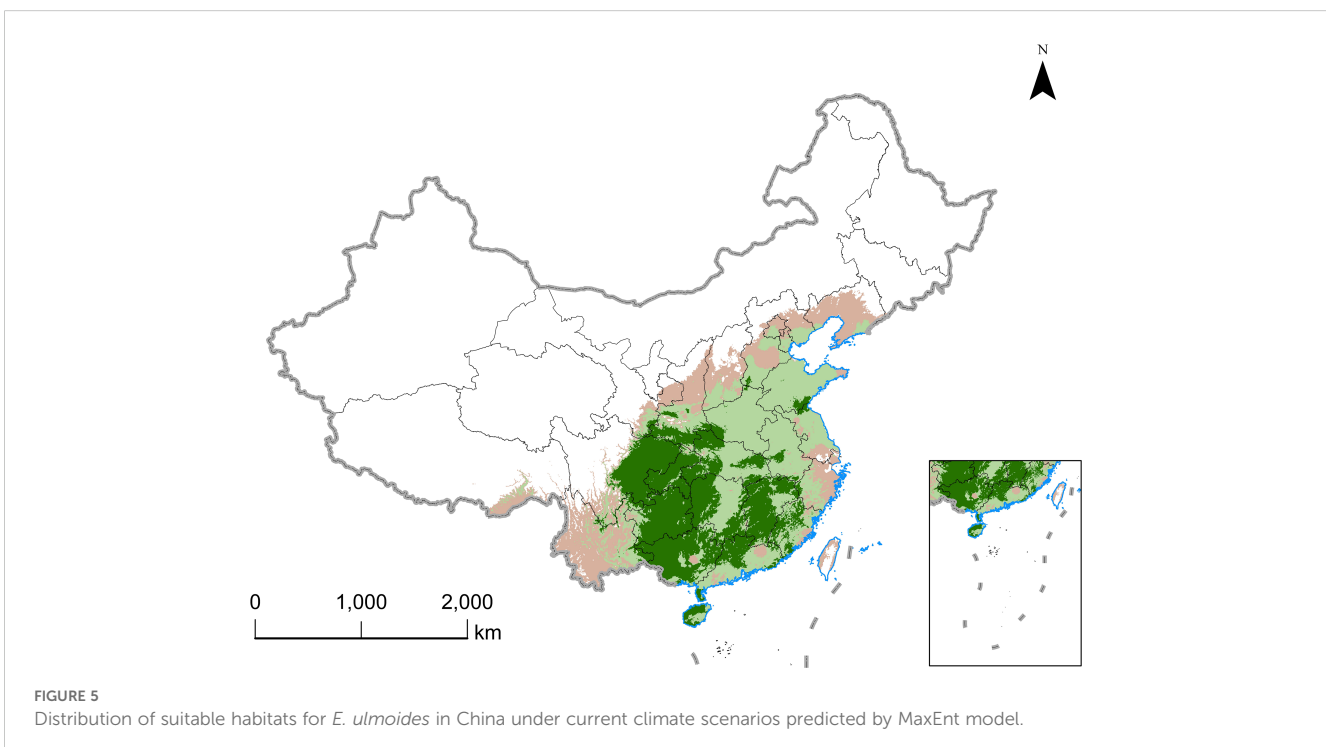 N
0 1,000 2,000
km
FIGURE 5
Distribution of suitable habitats for E. ulmoides in China under current climate scenarios predicted by MaxEnt model.